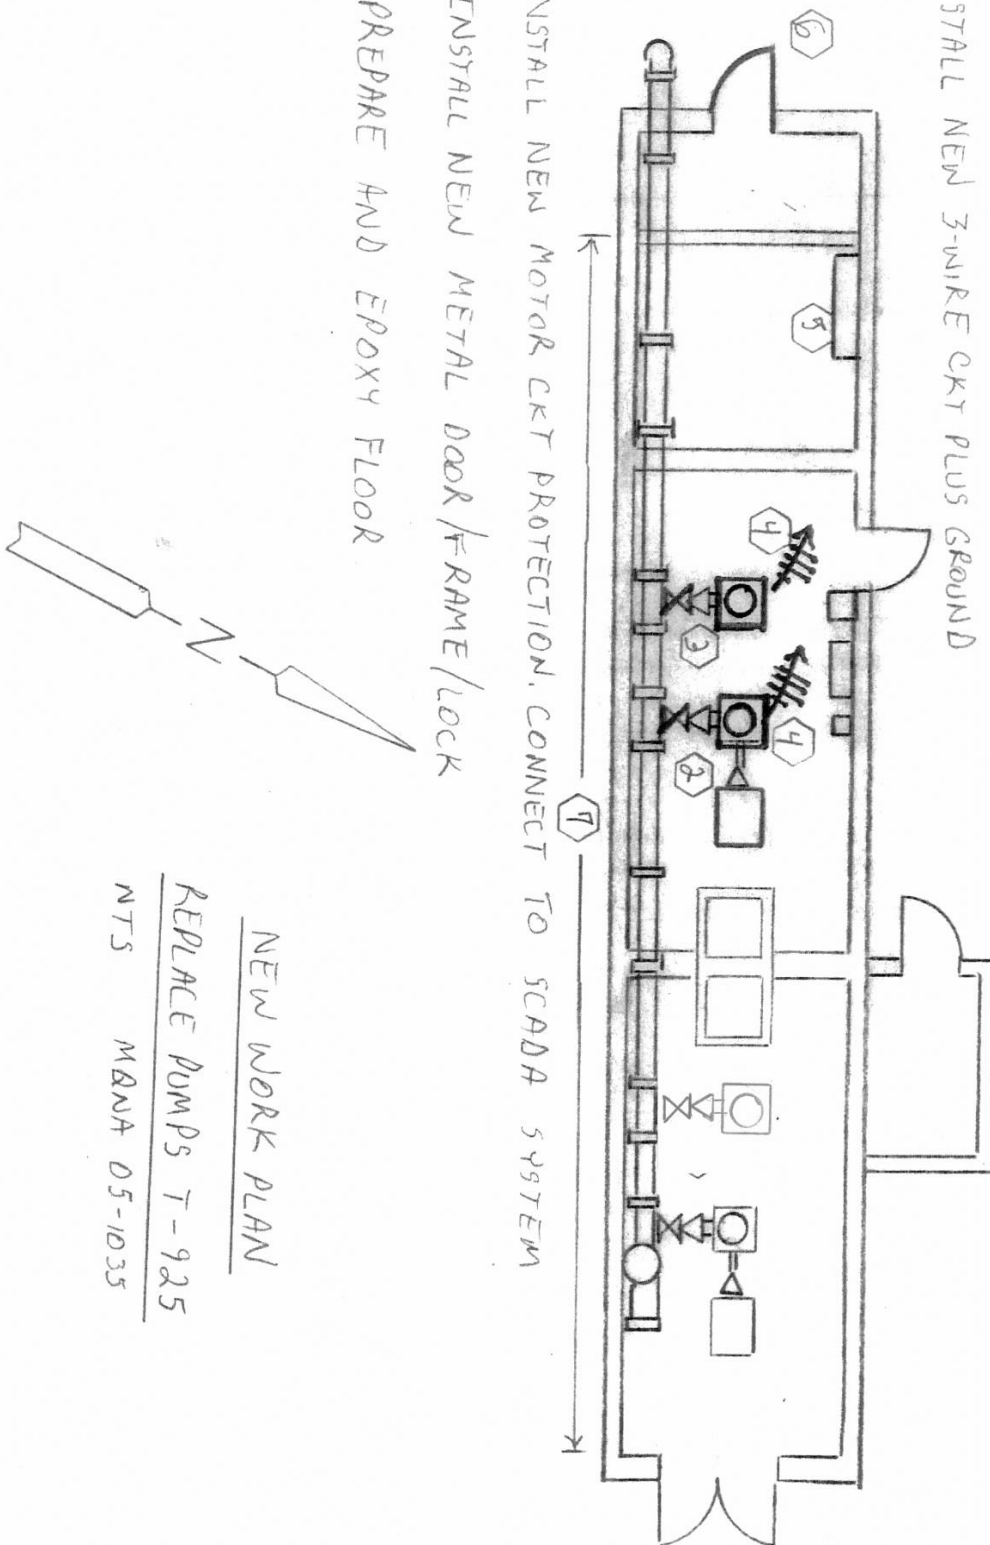 STALL NEW 3-WIRE CKT PLUS GROUND
NSTALL NEW MOTOR CKT PROTECTION. CONNECT TO SCADA SYSTEM
INSTALL NEW METAL DOOR/FRAME/LOCK
PREPARE AND EPOXY FLOOR
6
5
4
3
4
2
7
N
NEW WORK PLAN
REPLACE PUMPS T-925
NTS MQNA 05-1035